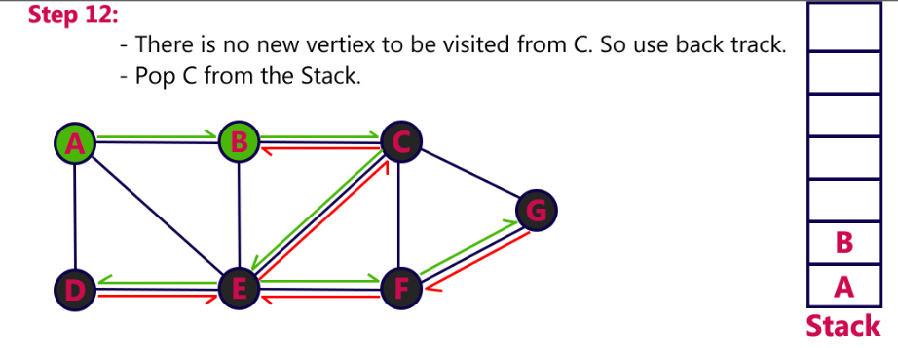 Step 12:
- There is no new vertiex to be visited from C. So use back track.
- Pop C from the Stack.
A
B
C
G
D
E
F
B
A
Stack